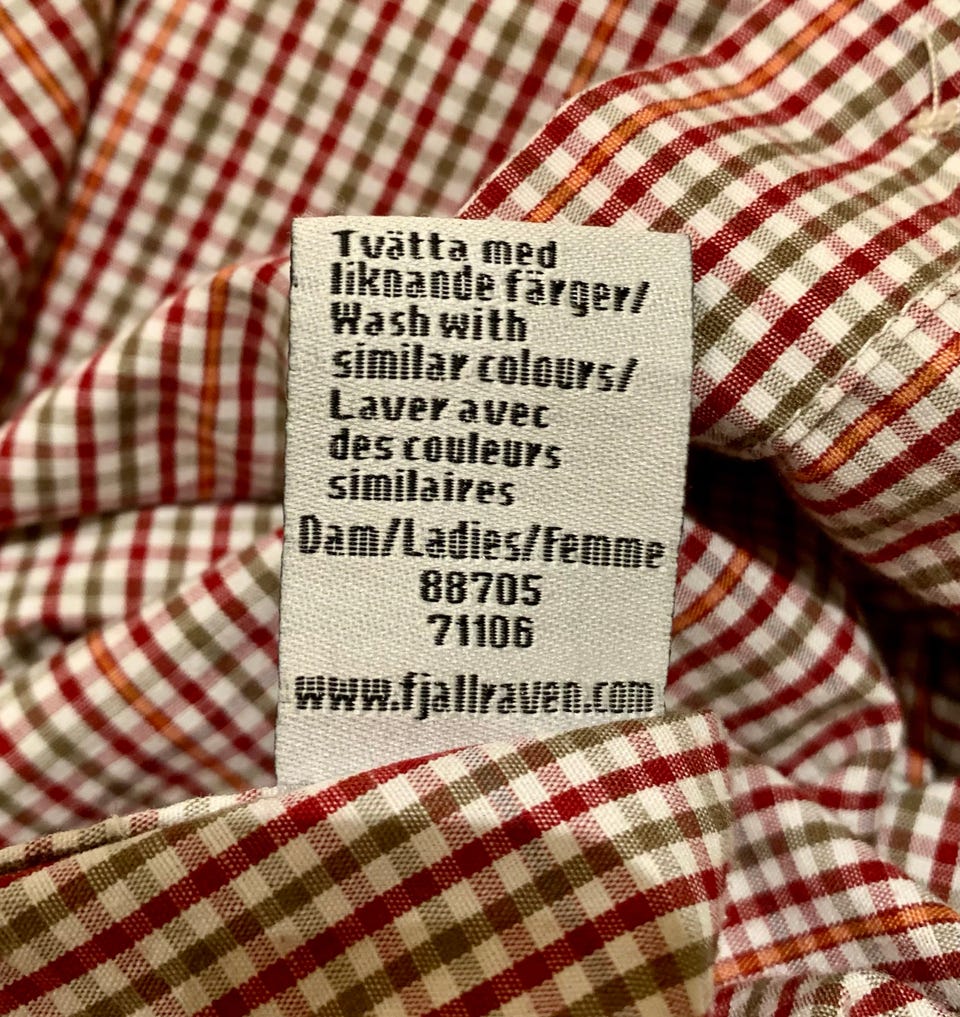 Tvätta med
liknande färger/
Wash with
similar colours/
Laver avec
des couleurs
similaires
Dam/Ladies/Femme
88705
71106
www.fjallraven.com